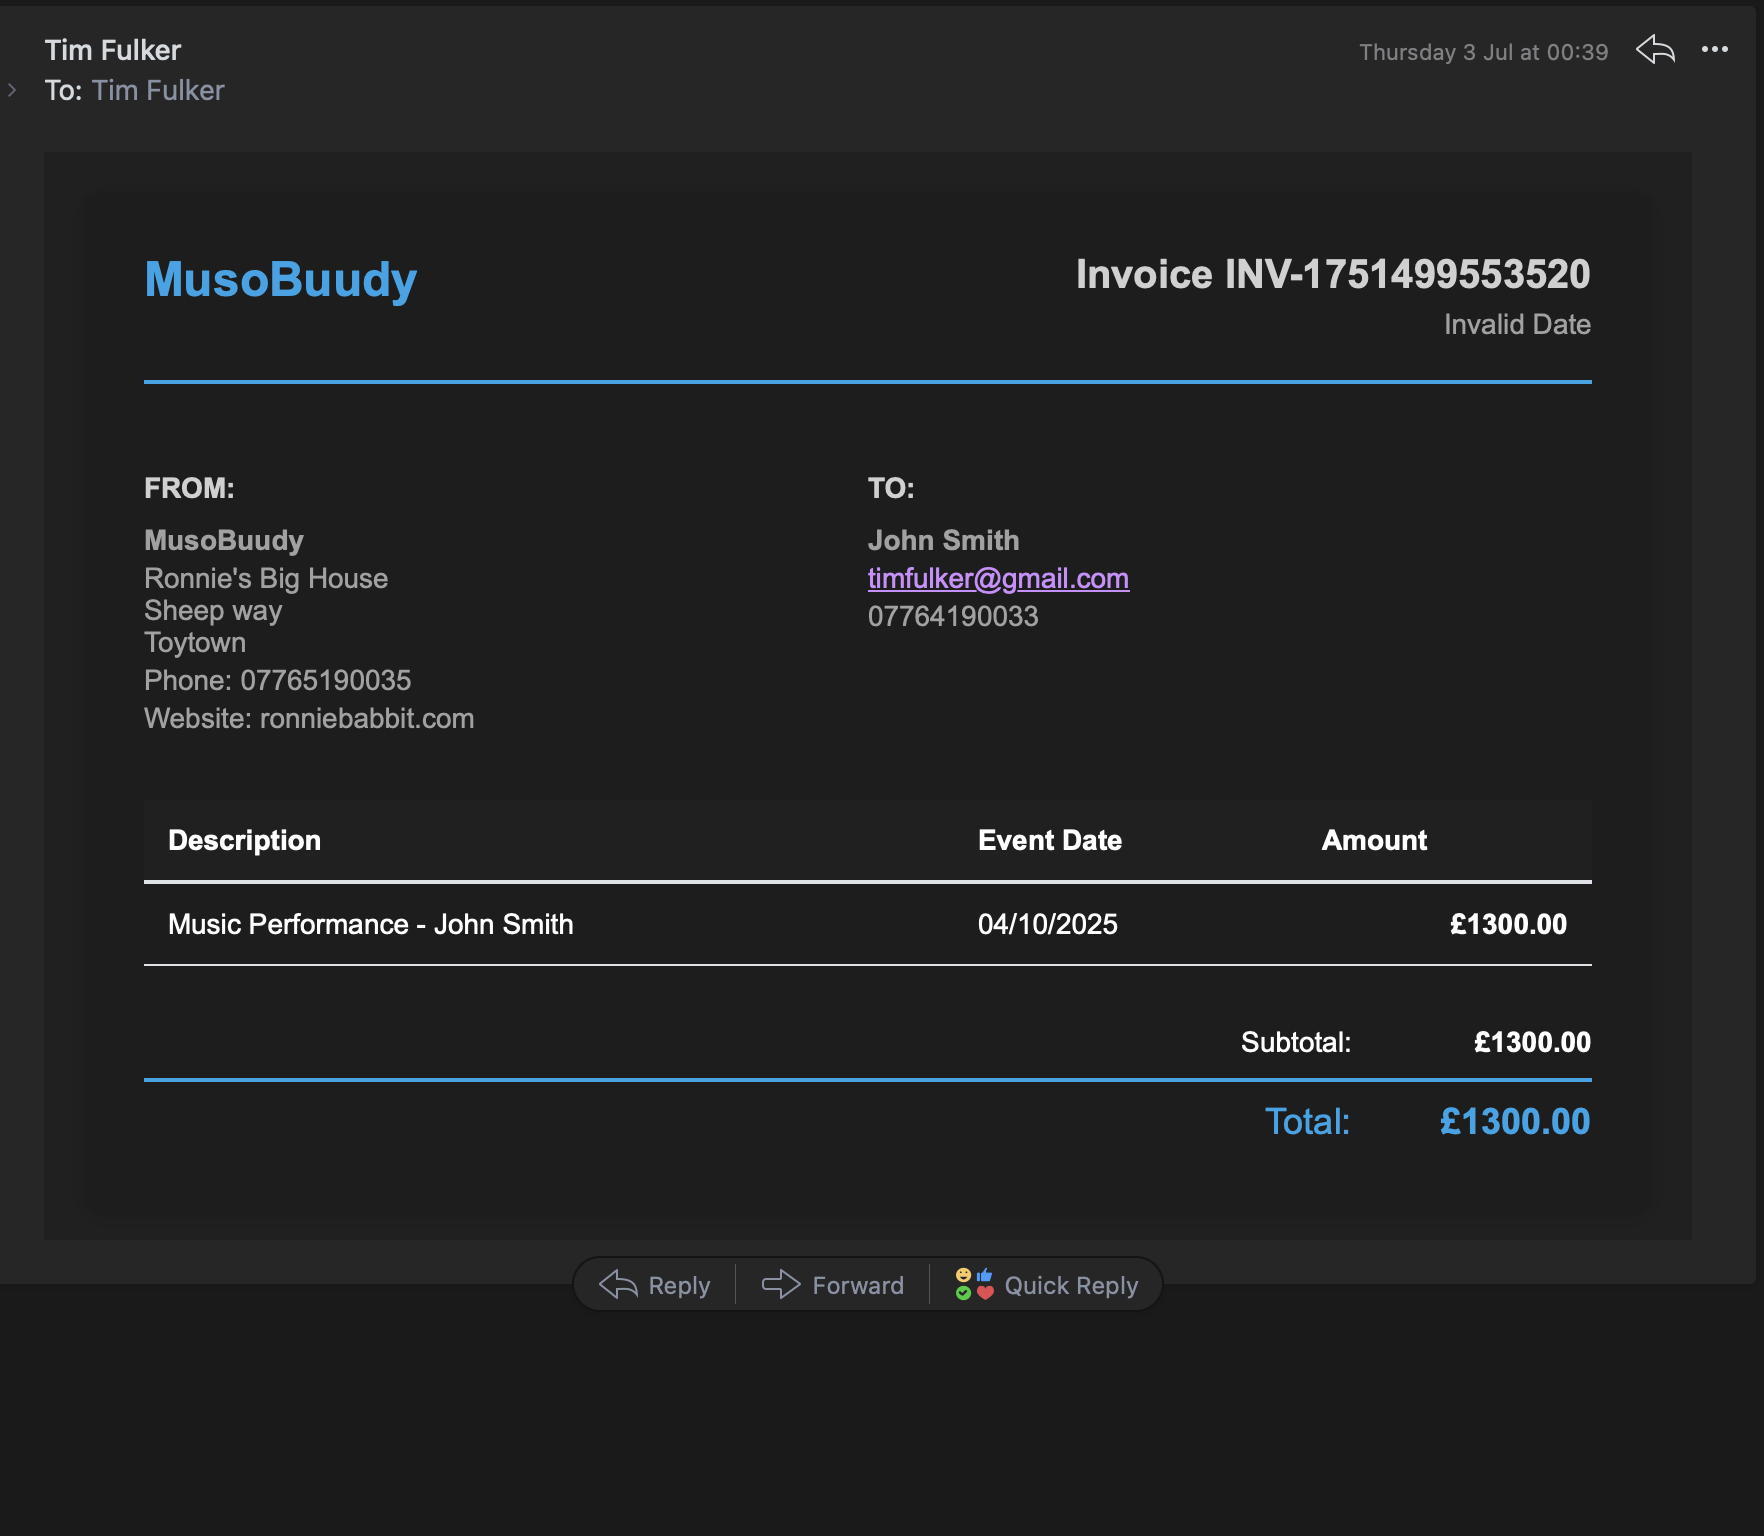 Tim Fulker
Thursday 3 Jul at 00:39
To: Tim Fulker
MusoBuudy
Invoice INV-1751499553520
Invalid Date
FROM:
MusoBuudy
Ronnie's Big House
Sheep way
Toytown
Phone: 07765190035
Website: ronniebabbit.com
TO:
John Smith
timfulker@gmail.com
07764190033
Description Event Date Amount
Music Performance - John Smith 04/10/2025 £1300.00
Subtotal: £1300.00
Total: £1300.00
Reply Forward Quick Reply